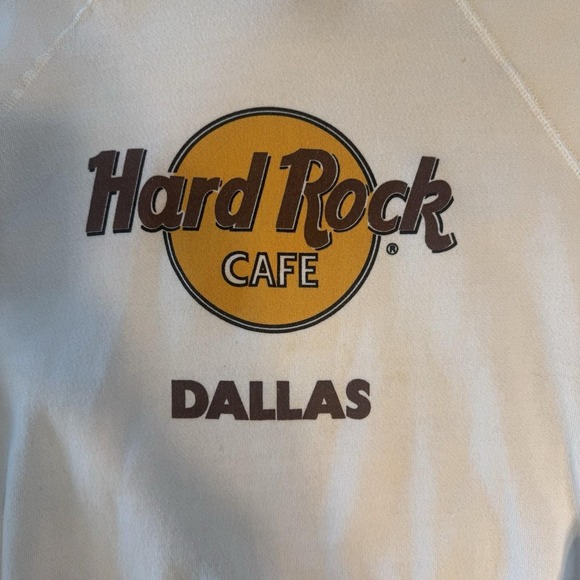 Hard Rock
CAFE
®
DALLAS